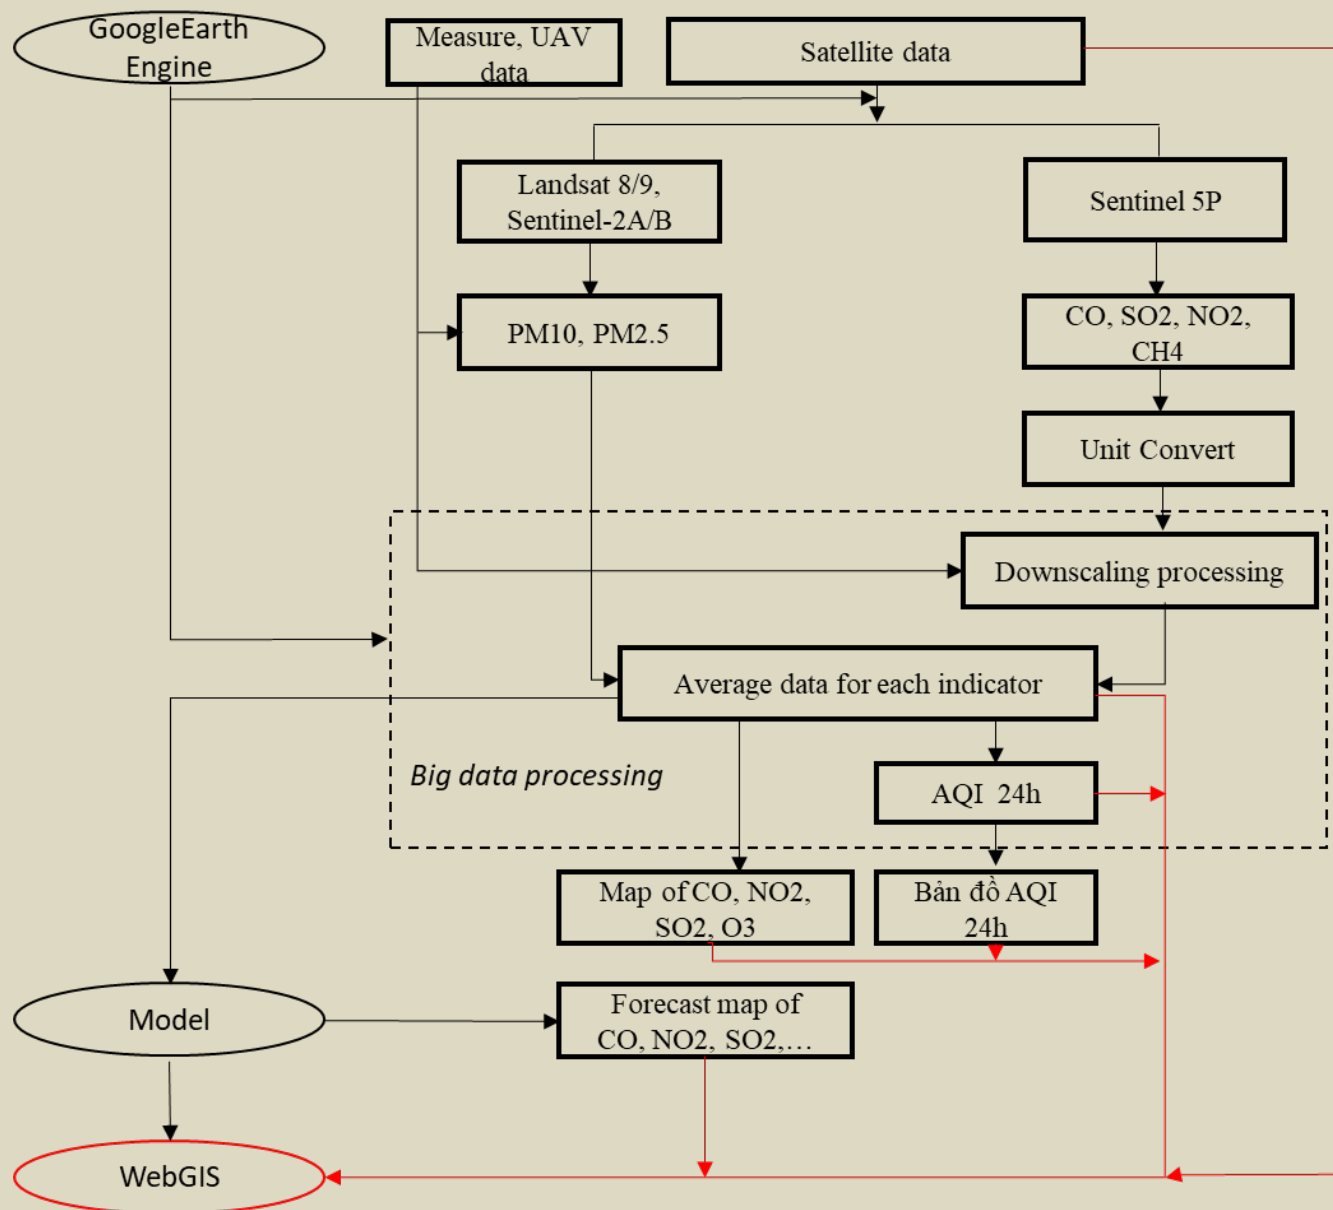 GoogleEarth
Engine
Measure, UAV
data
Satellite data
Landsat 8/9,
Sentinel-2A/B
Sentinel 5P
PM10, PM2.5
CO, SO2, NO2,
CH4
Unit Convert
Downscaling processing
Average data for each indicator
Big data processing
AQI 24h
Map of CO, NO2,
SO2, O3
Bản đồ AQI
24h
Model
Forecast map of
CO, NO2, SO2,...
WebGIS